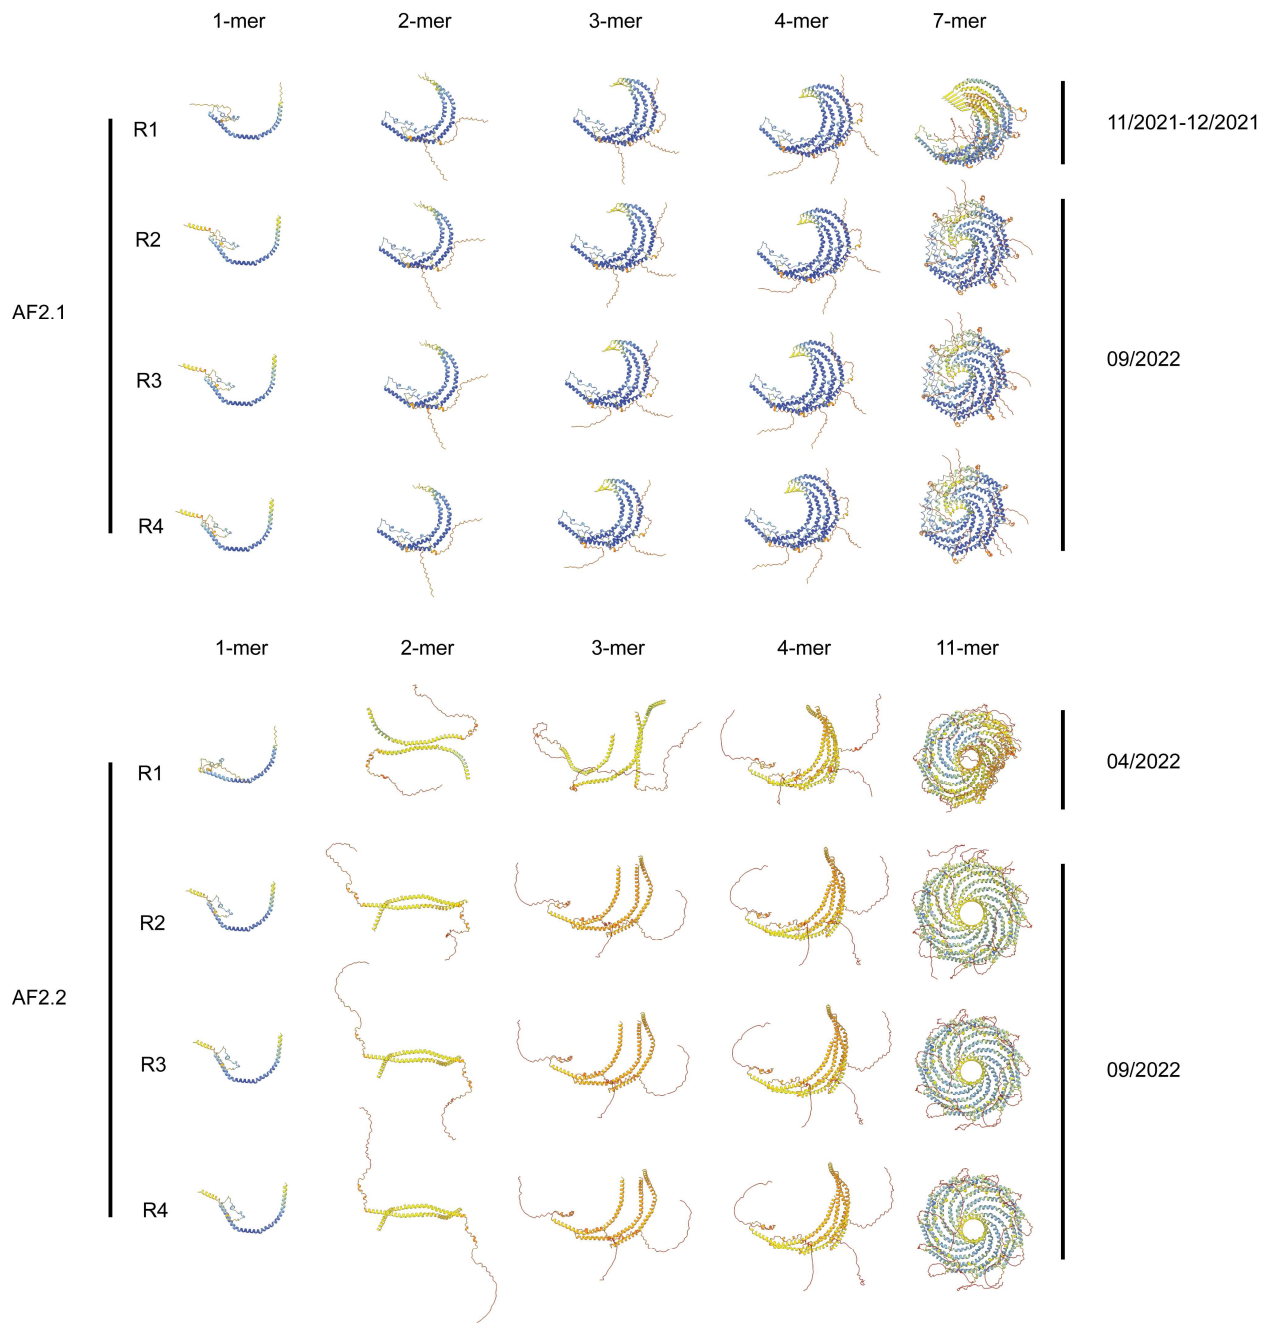 1-mer 2-mer 3-mer 4-mer 7-mer
R1 11/2021-12/2021
R2
AF2.1
R3 09/2022
R4
1-mer 2-mer 3-mer 4-mer 11-mer
R1 04/2022
R2
AF2.2
R3 09/2022
R4